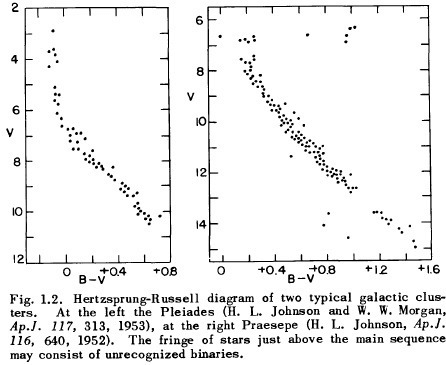 2
4
6
V
8
10
12
0
+0.4
+0.8
B-V
6
8
V
10
12
14
0
+0.4
+0.8
+1.2
+1.6
B-V
Fig. 1.2. Hertzsprung-Russell diagram of two typical galactic clus-
ters. At the left the Pleiades (H. L. Johnson and W. W. Morgan,
Ap.J. 117, 313, 1953), at the right Praesepe (H. L. Johnson, Ap.J.
116, 640, 1952). The fringe of stars just above the main sequence
may consist of unrecognized binaries.